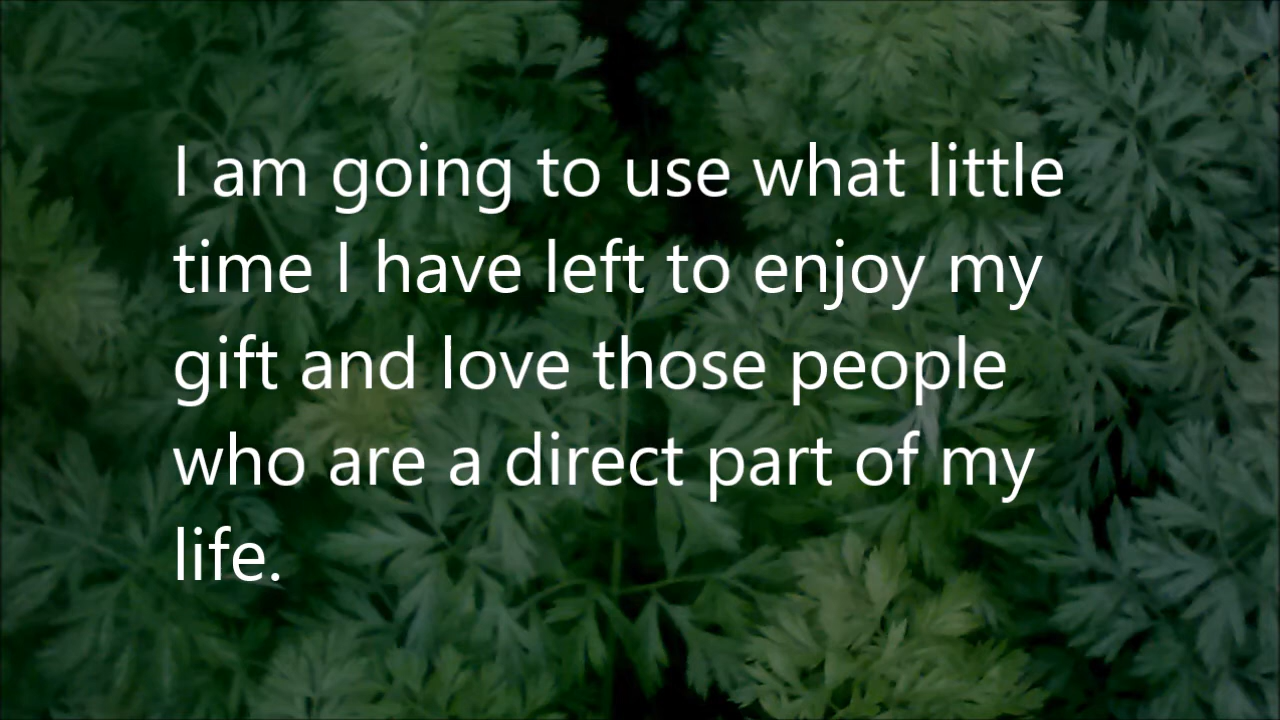 I am going to use what little
time I have left to enjoy my
gift and love those people
who are a direct part of my
life.